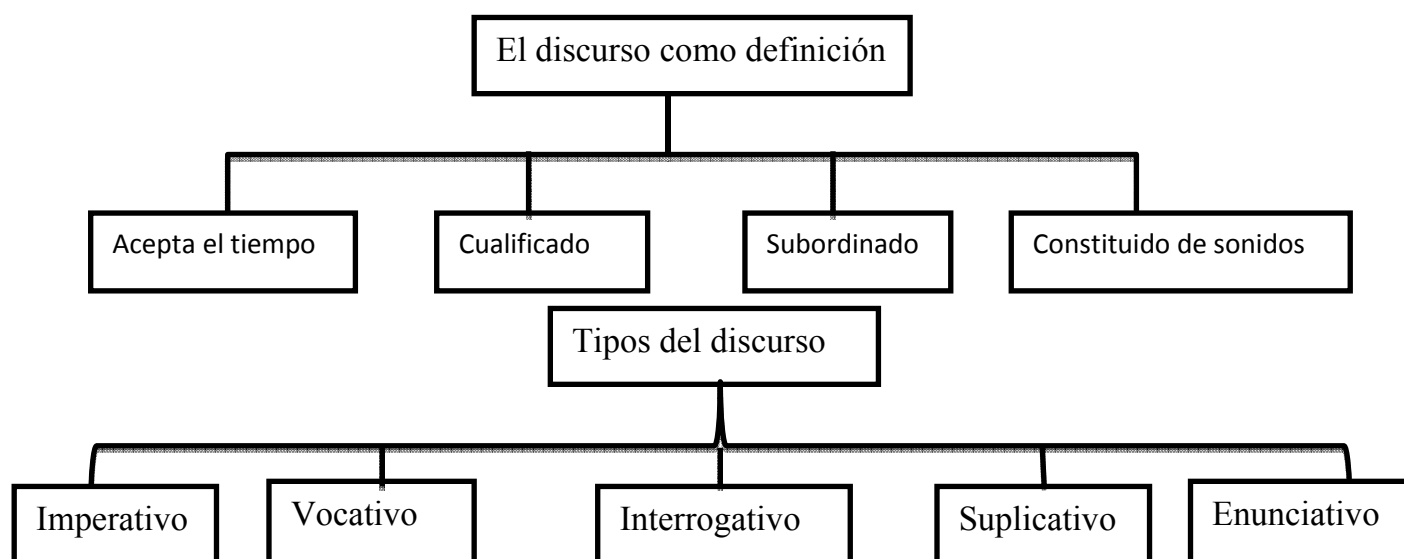 El discurso como definición
Acepta el tiempo
Cualificado
Subordinado
Constituido de sonidos
Tipos del discurso
Imperativo
Vocativo
Interrogativo
Suplicativo
Enunciativo